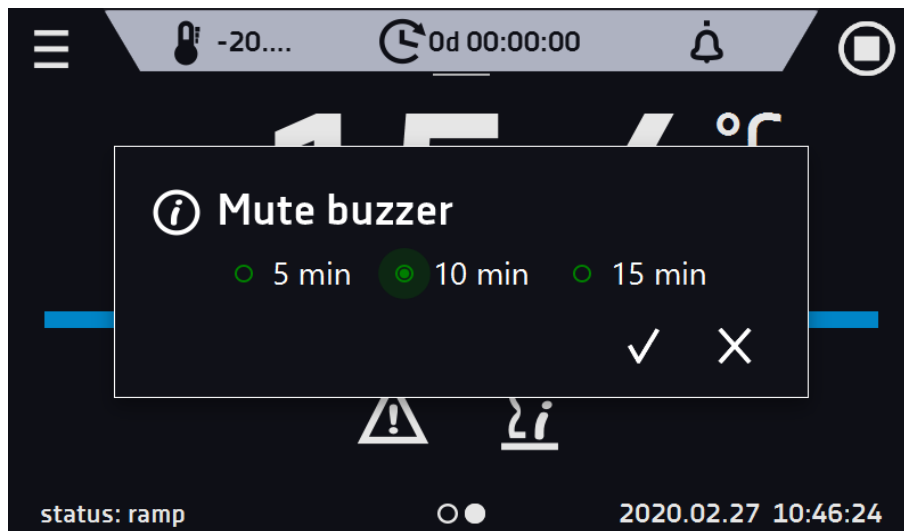 -20.... 0d 00:00:00
°C
Mute buzzer
5 min 10 min 15 min
status: ramp 2020.02.27 10:46:24